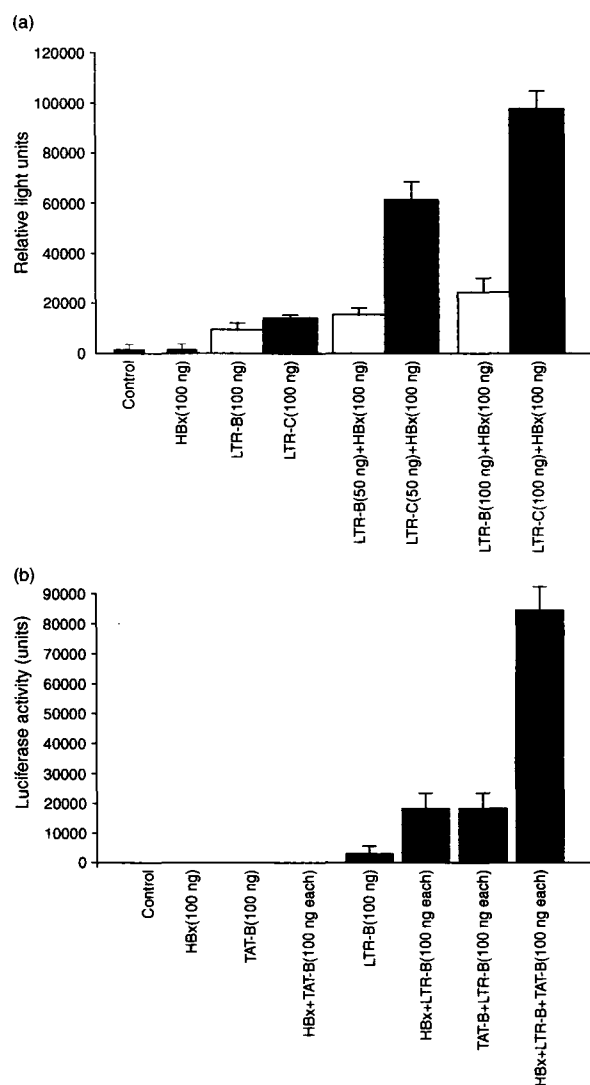 (a)
120000
100000
80000
60000
40000
20000
0
Relative light units
Control
HBx(100 ng)
LTR-B(100 ng)
LTR-C(100 ng)
LTR-B(50 ng)+HBx(100 ng)
LTR-C(50 ng)+HBx(100 ng)
LTR-B(100 ng)+HBx(100 ng)
LTR-C(100 ng)+HBx(100 ng)
(b)
90000
80000
70000
60000
50000
40000
30000
20000
10000
0
Luciferase activity (units)
Control
HBx(100 ng)
TAT-B(100 ng)
HBx+TAT-B(100 ng each)
LTR-B(100 ng)
HBx+LTR-B(100 ng each)
TAT-B+LTR-B(100 ng each)
HBx+LTR-B+TAT-B(100 ng each)